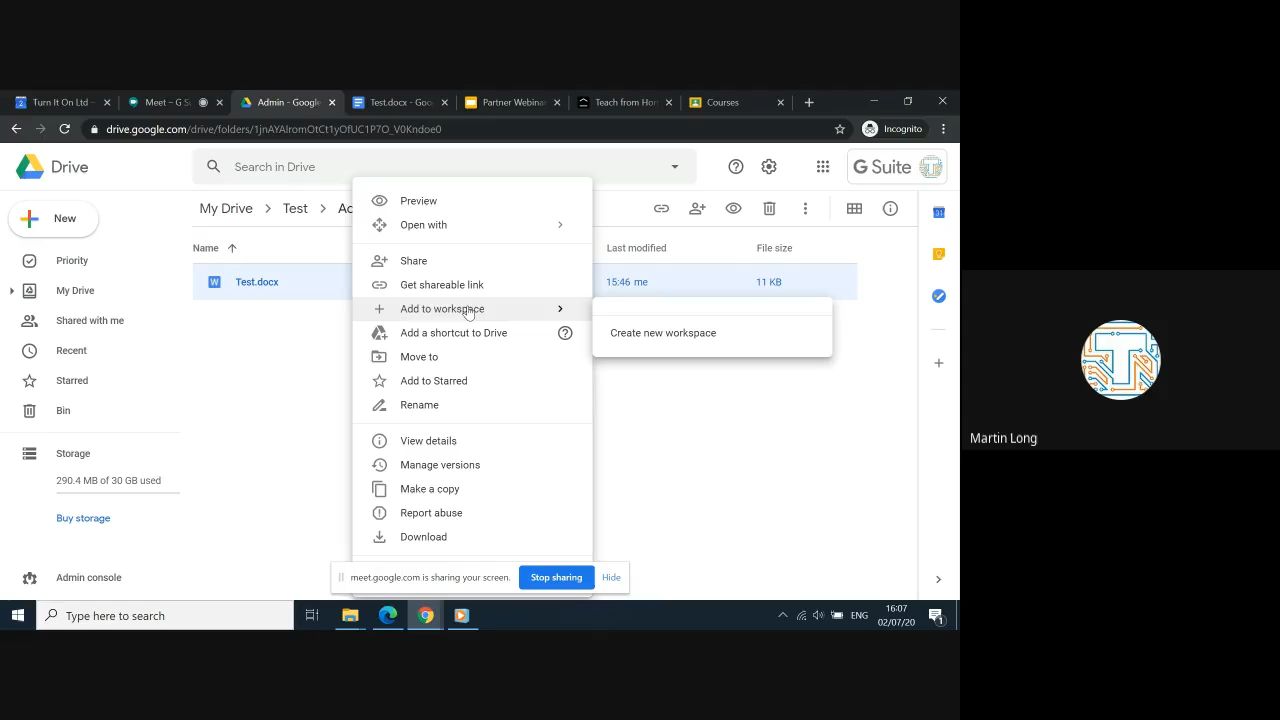 Turn It On Ltd
Meet – G Su
Admin - Google
Test.docx - Goo
Partner Webinar
Teach from Hom
Courses
drive.google.com/drive/folders/1jnAYAIromOtCt1yOfUC1P7O_V0Kndoe0
Incognito
Drive
Search in Drive
G Suite
New
My Drive > Test > Ad
Name
Last modified
File size
W Test.docx
15:46 me
11 KB
Priority
My Drive
Shared with me
Recent
Starred
Bin
Storage
290.4 MB of 30 GB used
Buy storage
Admin console
Preview
Open with
Share
Get shareable link
Add to workspace
Add a shortcut to Drive
Move to
Add to Starred
Rename
View details
Manage versions
Make a copy
Report abuse
Download
Create new workspace
meet.google.com is sharing your screen.
Stop sharing
Hide
Type here to search
ENG
16:07
02/07/20
1
Martin Long